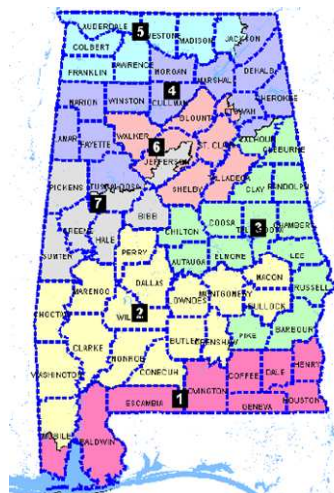 LAUDERDALE
5
LIMESTONE
MADISON
JACKSON
COLBERT
LAWRENCE
FRANKLIN
MORGAN
MARSHAL
DEKALB
4
MARION
WINSTON
CULLMAN
CHEROKEE
ETOWAH
BLOUNT
LAMAR
WALKER
FAYETTE
6
ST. CLAIR
CALHOUN
CLEBURNE
JEFFERSON
PICKENS
TUSCALOOSA
SHELBY
TALLADEGA
CLAY
RANDOLPH
7
BIBB
GREENE
HALE
CHILTON
COOSA
3
TALLAPOOSA
CHAMBERS
SUMTER
PERRY
AUTAUGA
ELMORE
LEE
MARENGO
DALLAS
MACON
RUSSELL
LOWNDES
MONTGOMERY
BULLOCK
CHOCTAW
2
WIL
CLARKE
BUTLER
CRENSHAW
PIKE
BARBOUR
MONROE
WASHINGTON
CONECUH
COFFEE
DALE
HENRY
COVINGTON
1
ESCAMBIA
GENEVA
HOUSTON
MOBILE
BALDWIN